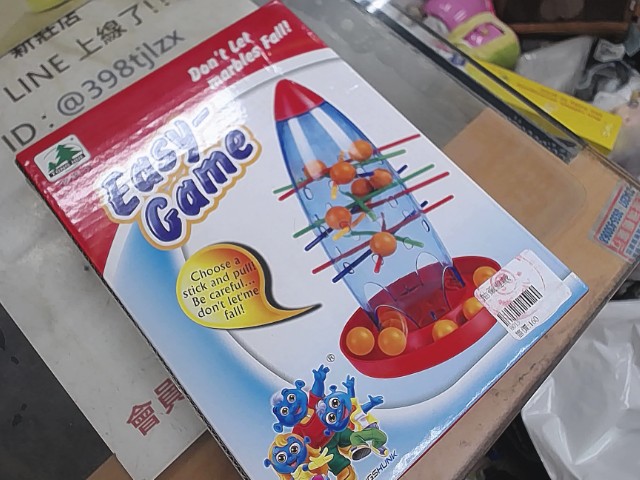 新莊店
LINE 上線了!!
ID:@398tjlzx
Don't Let
marbles Fall!
Easy-
Game
Choose a
stick and pull!
Be careful...
don't let me
fall!
®
會員